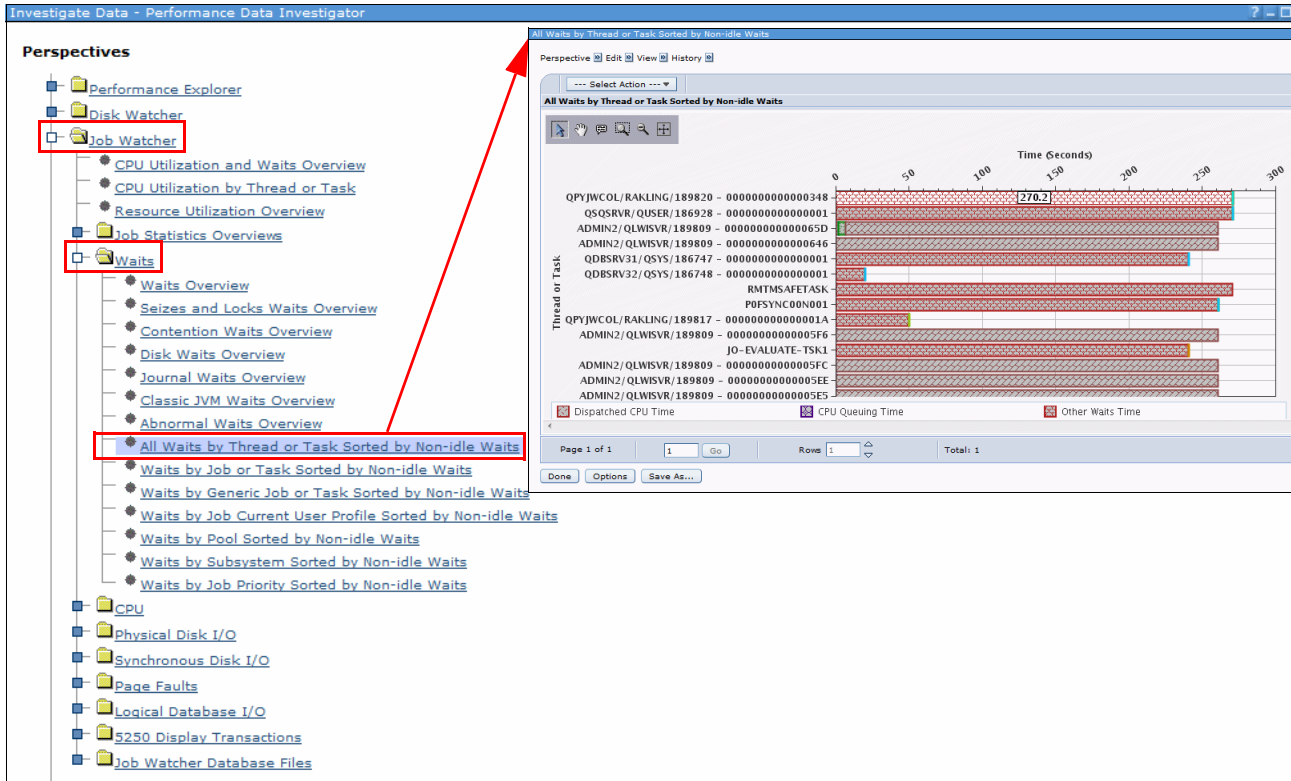 Investigate Data - Performance Data Investigator
Perspectives
Performance Explorer
Disk Watcher
Job Watcher
CPU Utilization and Waits Overview
CPU Utilization by Thread or Task
Resource Utilization Overview
Job Statistics Overviews
Waits
Waits Overview
Seizes and Locks Waits Overview
Contention Waits Overview
Disk Waits Overview
Journal Waits Overview
Classic JVM Waits Overview
Abnormal Waits Overview
All Waits by Thread or Task Sorted by Non-idle Waits
Waits by Job or Task Sorted by Non-idle Waits
Waits by Generic Job or Task Sorted by Non-idle Waits
Waits by Job Current User Profile Sorted by Non-idle Waits
Waits by Pool Sorted by Non-idle Waits
Waits by Subsystem Sorted by Non-idle Waits
Waits by Job Priority Sorted by Non-idle Waits
CPU
Physical Disk I/O
Synchronous Disk I/O
Page Faults
Logical Database I/O
5250 Display Transactions
Job Watcher Database Files
All Waits by Thread or Task Sorted by Non-idle Waits
Perspective Edit View History
--- Select Action ---
All Waits by Thread or Task Sorted by Non-idle Waits
Time (Seconds)
0 50 100 150 200 250 300
Thread or Task
QPYJWCOL/RAKLING/189820 - 0000000000000348
270.2
QSQSRVR/QUSER/186928 - 0000000000000001
ADMIN2/QLWISVR/189809 - 000000000000065D
ADMIN2/QLWISVR/189809 - 0000000000000646
QDBSRV31/QSYS/186747 - 0000000000000001
QDBSRV32/QSYS/186748 - 0000000000000001
RMTMSAFETASK
P0FSYNC00N001
QPYJWCOL/RAKLING/189817 - 000000000000001A
ADMIN2/QLWISVR/189809 - 00000000000005F6
JO-EVALUATE-TSK1
ADMIN2/QLWISVR/189809 - 00000000000005FC
ADMIN2/QLWISVR/189809 - 00000000000005EE
ADMIN2/QLWISVR/189809 - 00000000000005E5
Dispatched CPU Time
CPU Queuing Time
Other Waits Time
Page 1 of 1 1 Go Rows 1 Total: 1
Done Options Save As...